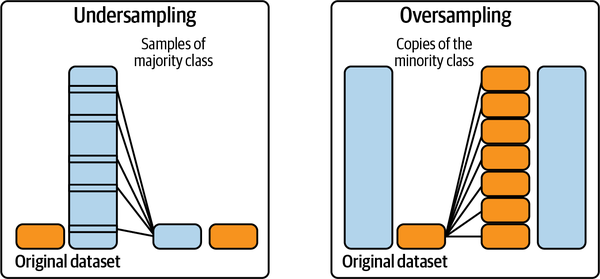 Undersampling
Samples of
majority class
Original dataset
Oversampling
Copies of the
minority class
Original dataset